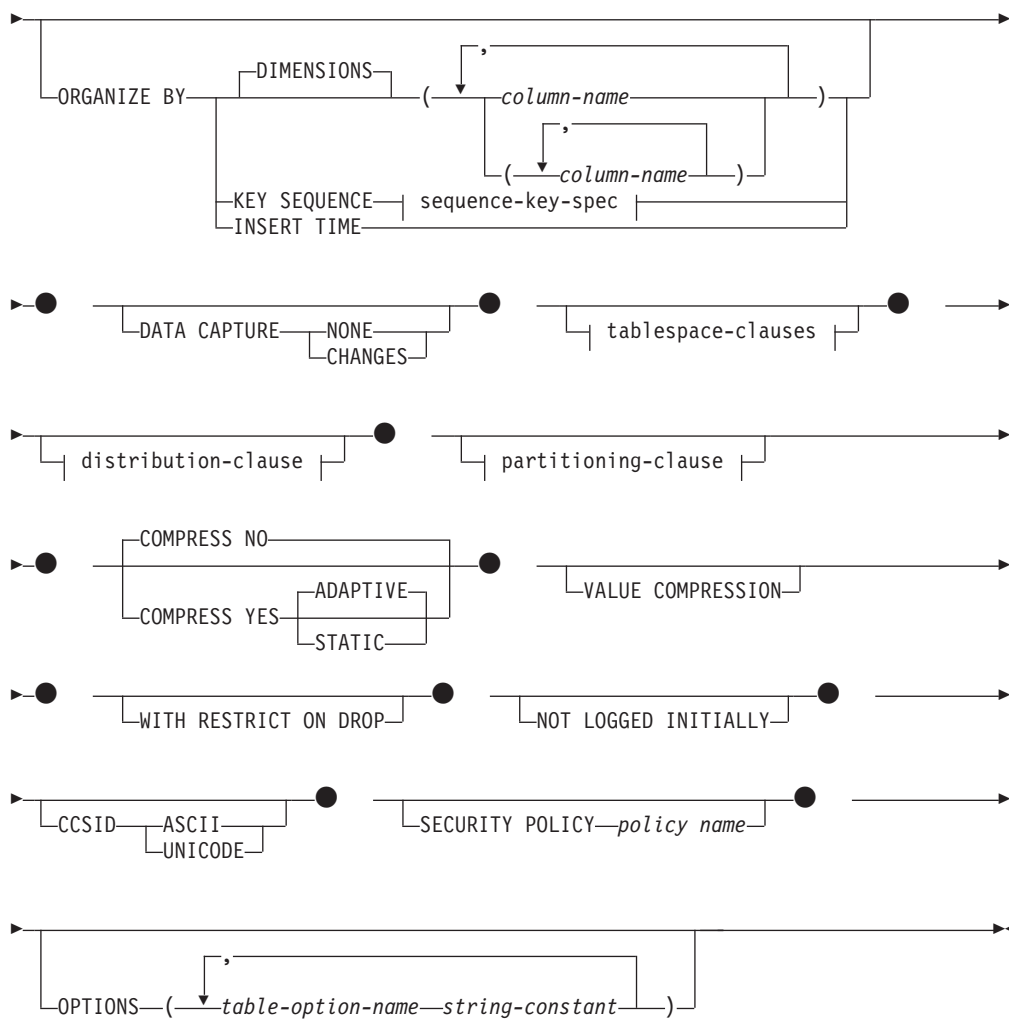 ,
DIMENSIONS
ORGANIZE BY ( column-name )
,
( column-name )
KEY SEQUENCE sequence-key-spec
INSERT TIME
DATA CAPTURE NONE tablespace-clauses
CHANGES
distribution-clause partitioning-clause
COMPRESS NO
ADAPTIVE VALUE COMPRESSION
COMPRESS YES
STATIC
WITH RESTRICT ON DROP NOT LOGGED INITIALLY
CCSID ASCII SECURITY POLICY policy name
UNICODE
,
OPTIONS ( table-option-name string-constant )